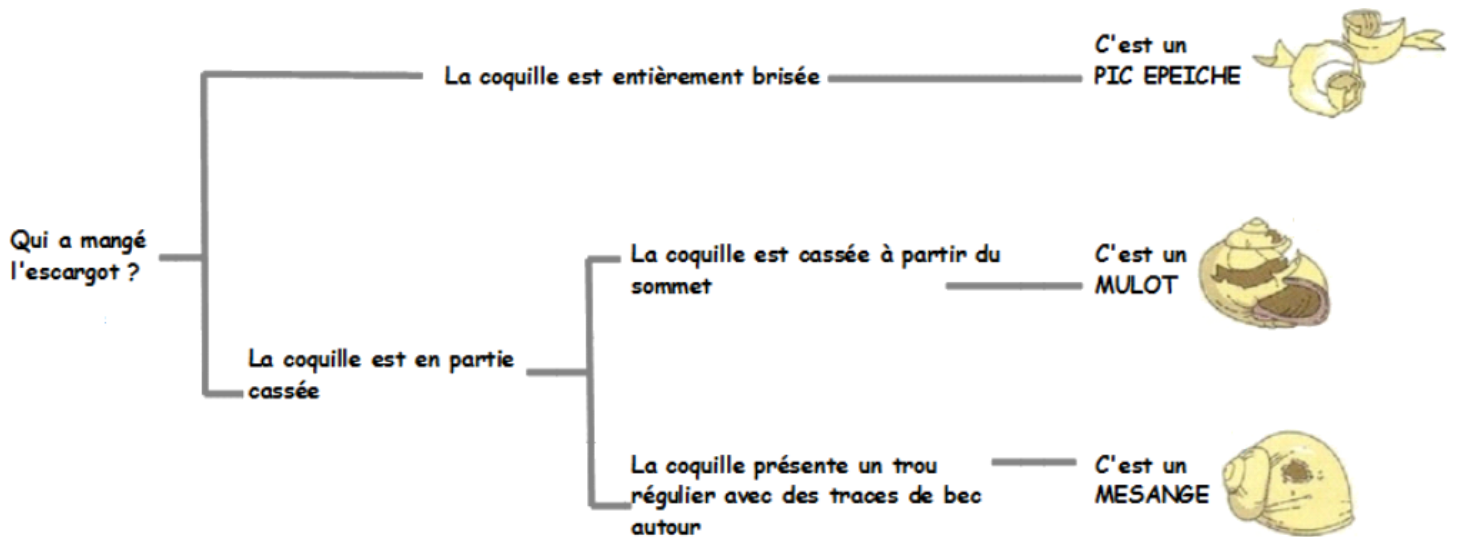 C'est un
PIC EPEICHE
La coquille est entièrement brisée
Qui a mangé
l'escargot ?
La coquille est cassée à partir du
sommet
C'est un
MULOT
La coquille est en partie
cassée
La coquille présente un trou
régulier avec des traces de bec
autour
C'est un
MESANGE